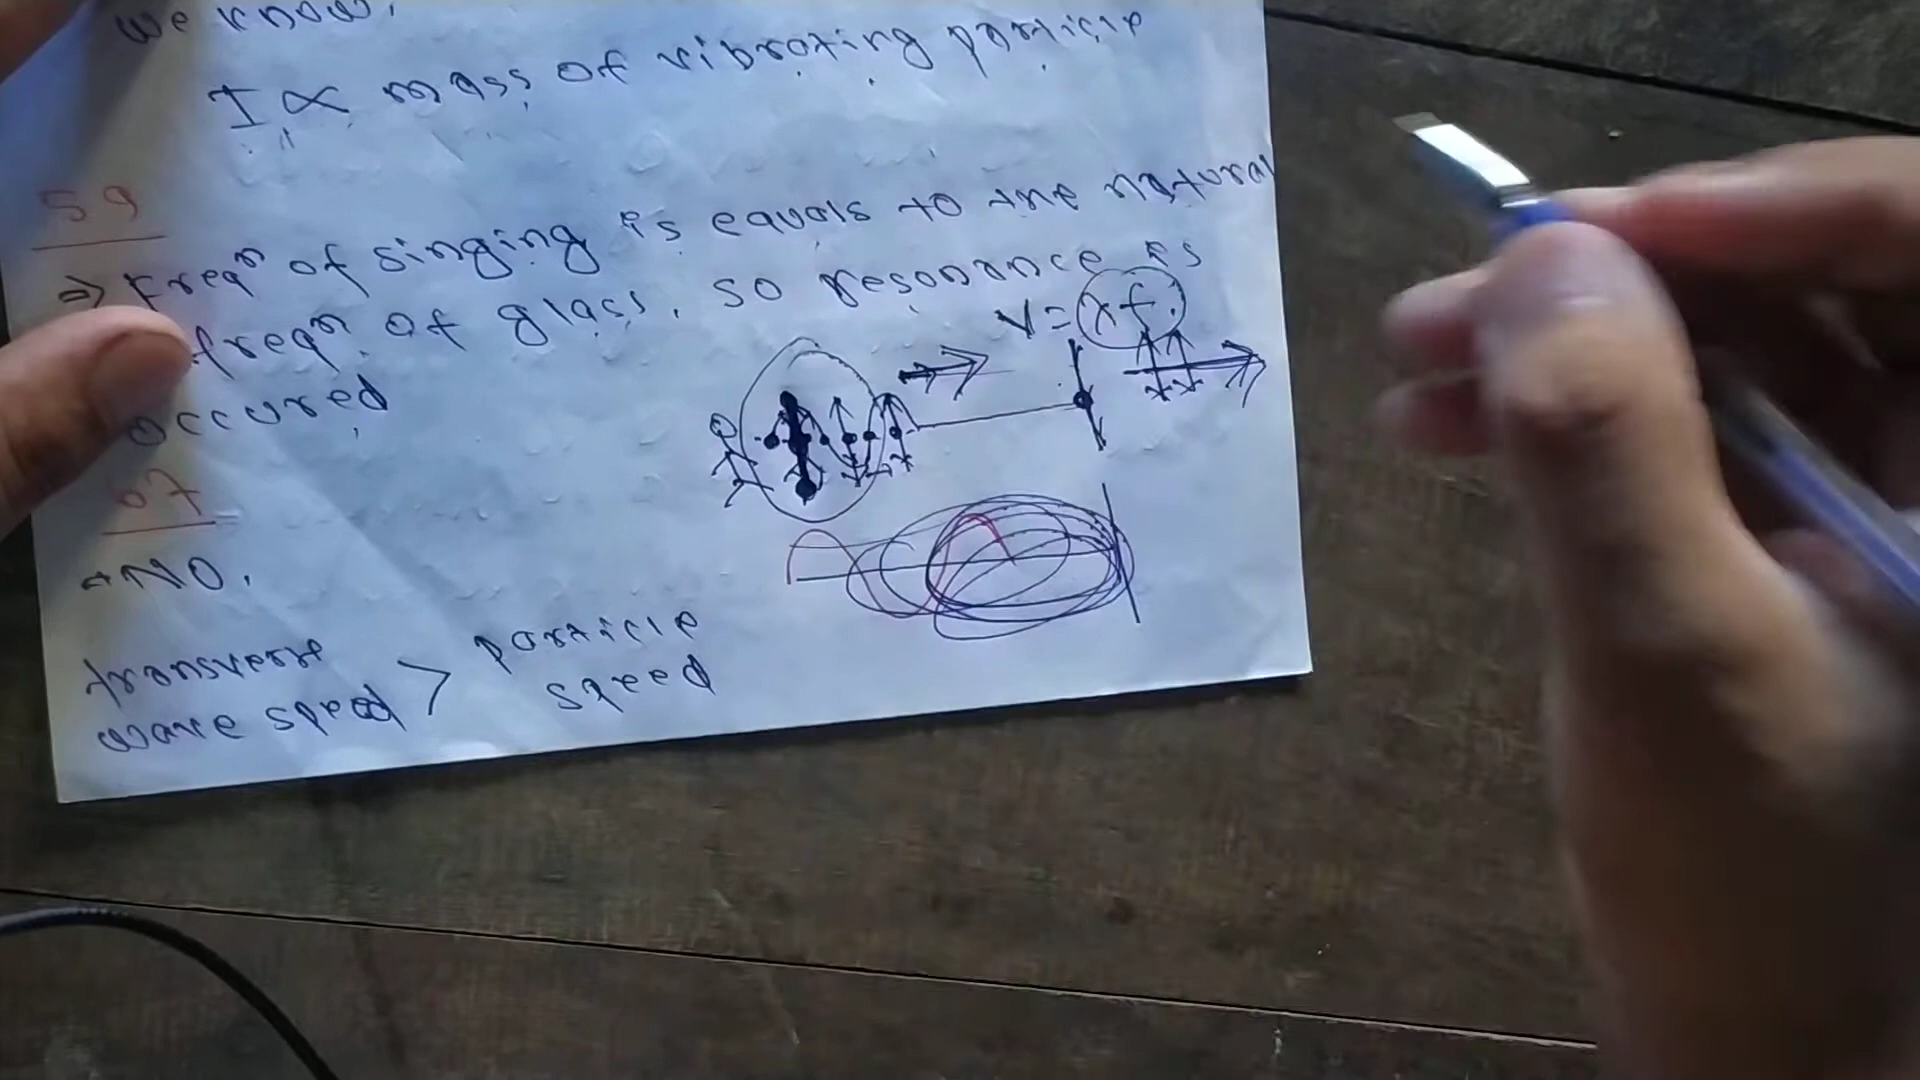 we know,
I ∝ mass of vibrating particle
59
⇒ Freqn of singing is equals to the natural
freqn of glass. so resonance is
occured
V = λf
67
⇒ NO.
transverse wave speed > particle speed